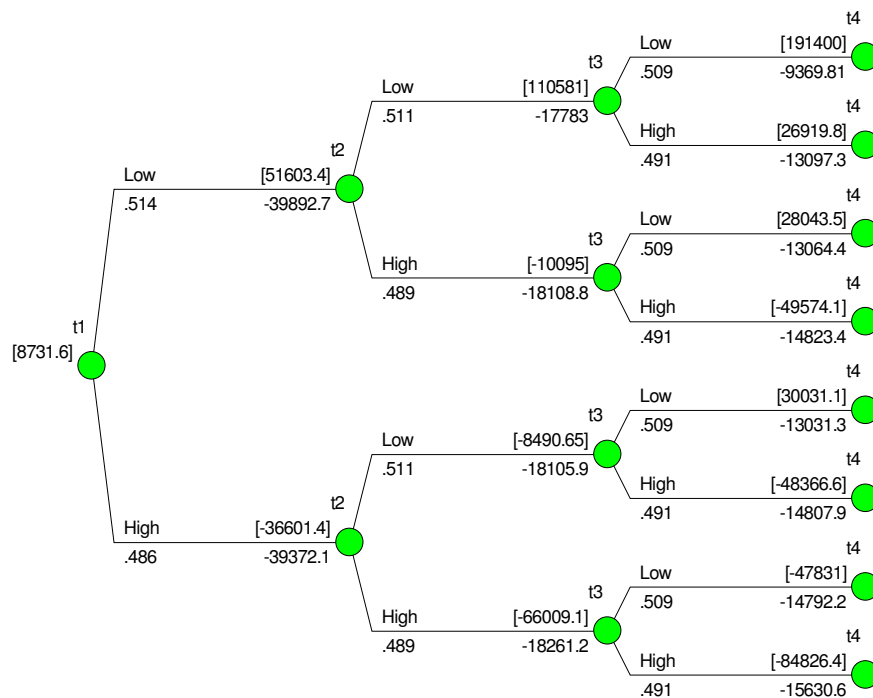 t4
Low [191400]
.509 -9369.81
t3
Low [110581]
.511 -17783
t4
High [26919.8]
.491 -13097.3
t2
Low [51603.4]
.514 -39892.7
t4
Low [28043.5]
.509 -13064.4
t3
High [-10095]
.489 -18108.8
t4
High [-49574.1]
.491 -14823.4
t1
[8731.6]
t4
Low [30031.1]
.509 -13031.3
t3
Low [-8490.65]
.511 -18105.9
t4
High [-48366.6]
.491 -14807.9
t2
High [-36601.4]
.486 -39372.1
t4
Low [-47831]
.509 -14792.2
t3
High [-66009.1]
.489 -18261.2
t4
High [-84826.4]
.491 -15630.6